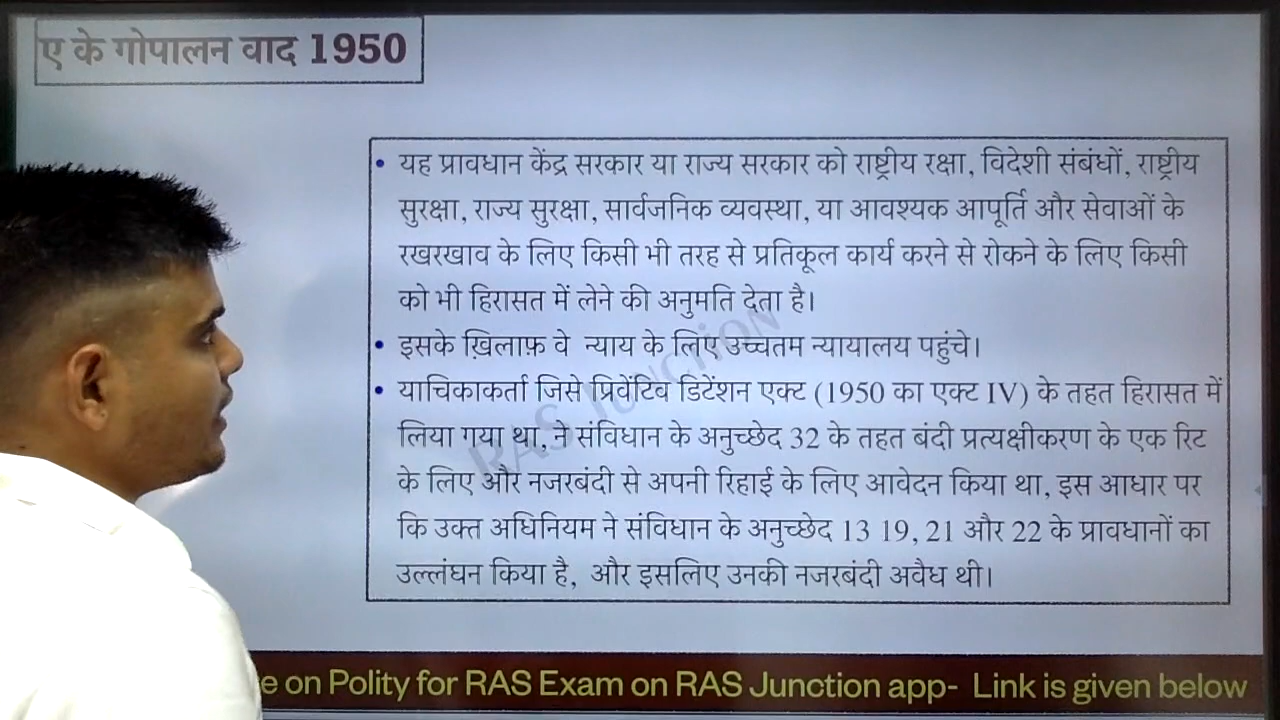 ए के गोपालन वाद 1950
• यह प्रावधान केंद्र सरकार या राज्य सरकार को राष्ट्रीय रक्षा, विदेशी संबंधों, राष्ट्रीय
सुरक्षा, राज्य सुरक्षा, सार्वजनिक व्यवस्था, या आवश्यक आपूर्ति और सेवाओं के
रखरखाव के लिए किसी भी तरह से प्रतिकूल कार्य करने से रोकने के लिए किसी
को भी हिरासत में लेने की अनुमति देता है।
• इसके ख़िलाफ़ वे न्याय के लिए उच्चतम न्यायालय पहुंचे।
• याचिकाकर्ता जिसे प्रिवेंटिव डिटेंशन एक्ट (1950 का एक्ट IV) के तहत हिरासत में
लिया गया था, ने संविधान के अनुच्छेद 32 के तहत बंदी प्रत्यक्षीकरण के एक रिट
के लिए और नजरबंदी से अपनी रिहाई के लिए आवेदन किया था, इस आधार पर
कि उक्त अधिनियम ने संविधान के अनुच्छेद 13 19, 21 और 22 के प्रावधानों का
उल्लंघन किया है, और इसलिए उनकी नजरबंदी अवैध थी।
RAS Junction
on Polity for RAS Exam on RAS Junction app- Link is given below